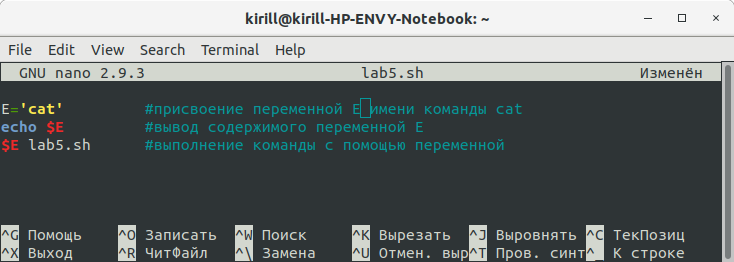 kirill@kirill-HP-ENVY-Notebook: ~
File Edit View Search Terminal Help
GNU nano 2.9.3 lab5.sh Изменён
E='cat' #присвоение переменной E имени команды cat
echo $E #вывод содержимого переменной E
$E lab5.sh #выполнение команды с помощью переменной
^G Помощь ^O Записать ^W Поиск ^K Вырезать ^J Выровнять ^C ТекПозиц
^X Выход ^R ЧитФайл ^\ Замена ^U Отмен. выр^T Пров. синт^_ К строке